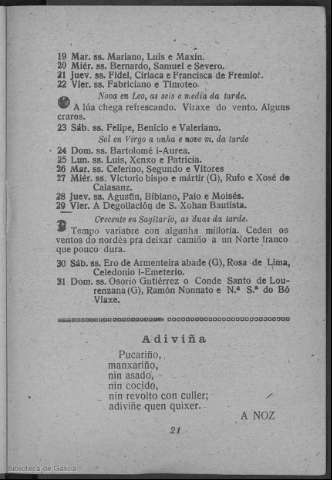 19 Mar. ss. Mariano, Luis e Maxin.
20 Miér. ss. Bernardo, Samuel e Severo.
21 Juev. ss. Fidel, Ciriaca e Francisca de Fremiot.
22 Vier. ss. Fabriciano e Timoteo.
Nova en Leo, as seis e media da tarde.
A lúa chega refrescando. Viraxe do vento. Alguns
craros.
23 Sáb. ss. Felipe, Benicio e Valeriano.
Sol en Virgo a unha e nove m. da tarde
24 Dom. ss. Bartolomé i-Aurea.
25 Lun. ss. Luis, Xenxo e Patricia.
26 Mar. ss. Ceferino, Segundo e Vitores
27 Miér. ss. Victorio bispo e mártir (G), Rufo e Xosé de
Calasanz.
28 Juev. ss. Agustín, Bibiano, Paio e Moisés.
29 Vier. A Degollación de S. Xohan Bautista.
Crecente en Sagitario, as duas da tarde.
Tempo variabre con algunha milloría. Ceden os
ventos do nordés pra deixar camiño a un Norte franco
que pouco dura.
30 Sáb. ss. Ero de Armenteira abade (G), Rosa de Lima,
Celedonio i-Emeterio.
31 Dom. ss. Osorio Gutiérrez o Conde Santo de Lou-
renzana (G), Ramón Nonnato e N.ª S.ª do Bó
Viaxe.
Adiviña
Pucariño,
manxariño,
nin asado,
nin cocido,
nin revolto con culler;
adiviñe quen quixer.
A NOZ
21
Biblioteca de Galicia